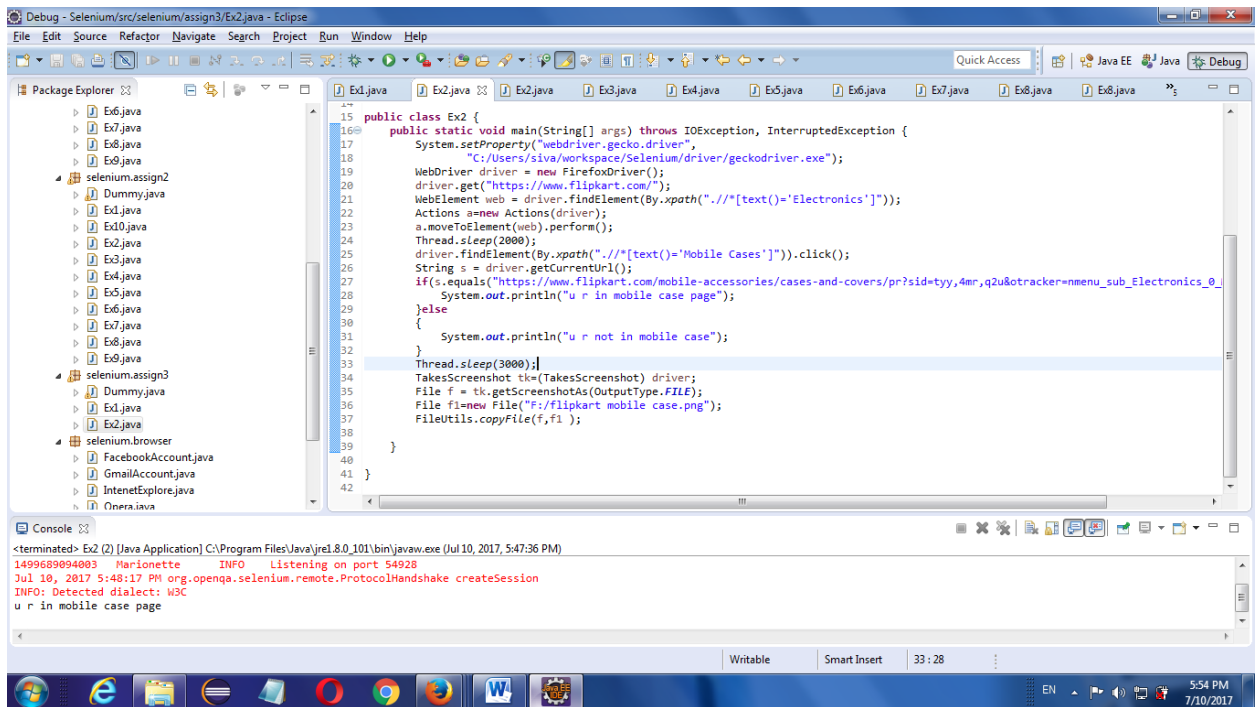 Debug - Selenium/src/selenium/assign3/Ex2.java - Eclipse
File Edit Source Refactor Navigate Search Project Run Window Help
Quick Access Java EE Java Debug
Package Explorer
Ex6.java
Ex7.java
Ex8.java
Ex9.java
selenium.assign2
Dummy.java
Ex1.java
Ex10.java
Ex2.java
Ex3.java
Ex4.java
Ex5.java
Ex6.java
Ex7.java
Ex8.java
Ex9.java
selenium.assign3
Dummy.java
Ex1.java
Ex2.java
selenium.browser
FacebookAccount.java
GmailAccount.java
IntenetExplore.java
Opera.java
Ex1.java Ex2.java Ex2.java Ex3.java Ex4.java Ex5.java Ex6.java Ex7.java Ex8.java Ex8.java »5
14
15 public class Ex2 {
16 public static void main(String[] args) throws IOException, InterruptedException {
17 System.setProperty("webdriver.gecko.driver",
18 "C:/Users/siva/workspace/Selenium/driver/geckodriver.exe");
19 WebDriver driver = new FirefoxDriver();
20 driver.get("https://www.flipkart.com/");
21 WebElement web = driver.findElement(By.xpath(".//*[text()='Electronics']"));
22 Actions a=new Actions(driver);
23 a.moveToElement(web).perform();
24 Thread.sleep(2000);
25 driver.findElement(By.xpath(".//*[text()='Mobile Cases']")).click();
26 String s = driver.getCurrentUrl();
27 if(s.equals("https://www.flipkart.com/mobile-accessories/cases-and-covers/pr?sid=tyy,4mr,q2u&otracker=nmenu_sub_Electronics_0_
28 System.out.println("u r in mobile case page");
29 }else
30 {
31 System.out.println("u r not in mobile case");
32 }
33 Thread.sleep(3000);
34 TakesScreenshot tk=(TakesScreenshot) driver;
35 File f = tk.getScreenshotAs(OutputType.FILE);
36 File f1=new File("F:/flipkart mobile case.png");
37 FileUtils.copyFile(f,f1 );
38
39 }
40
41 }
42
Console
<terminated> Ex2 (2) [Java Application] C:\Program Files\Java\jre1.8.0_101\bin\javaw.exe (Jul 10, 2017, 5:47:36 PM)
1499689094003 Marionette INFO Listening on port 54928
Jul 10, 2017 5:48:17 PM org.openqa.selenium.remote.ProtocolHandshake createSession
INFO: Detected dialect: W3C
u r in mobile case page
Writable Smart Insert 33 : 28
EN 5:54 PM
7/10/2017